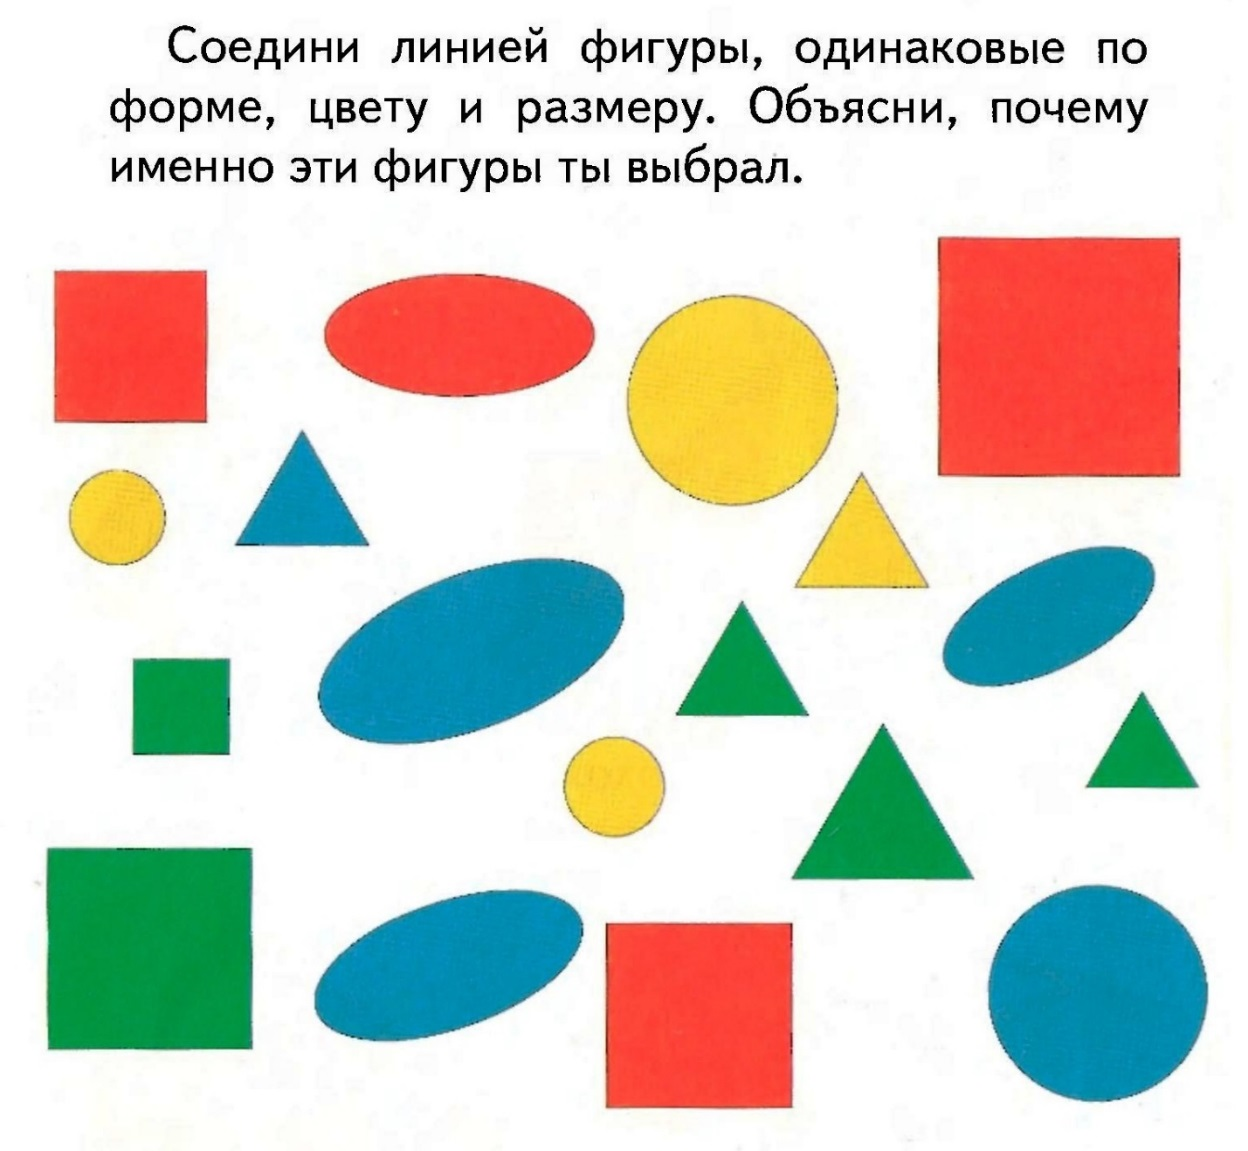 Соедини линией фигуры, одинаковые по
форме, цвету и размеру. Объясни, почему
именно эти фигуры ты выбрал.